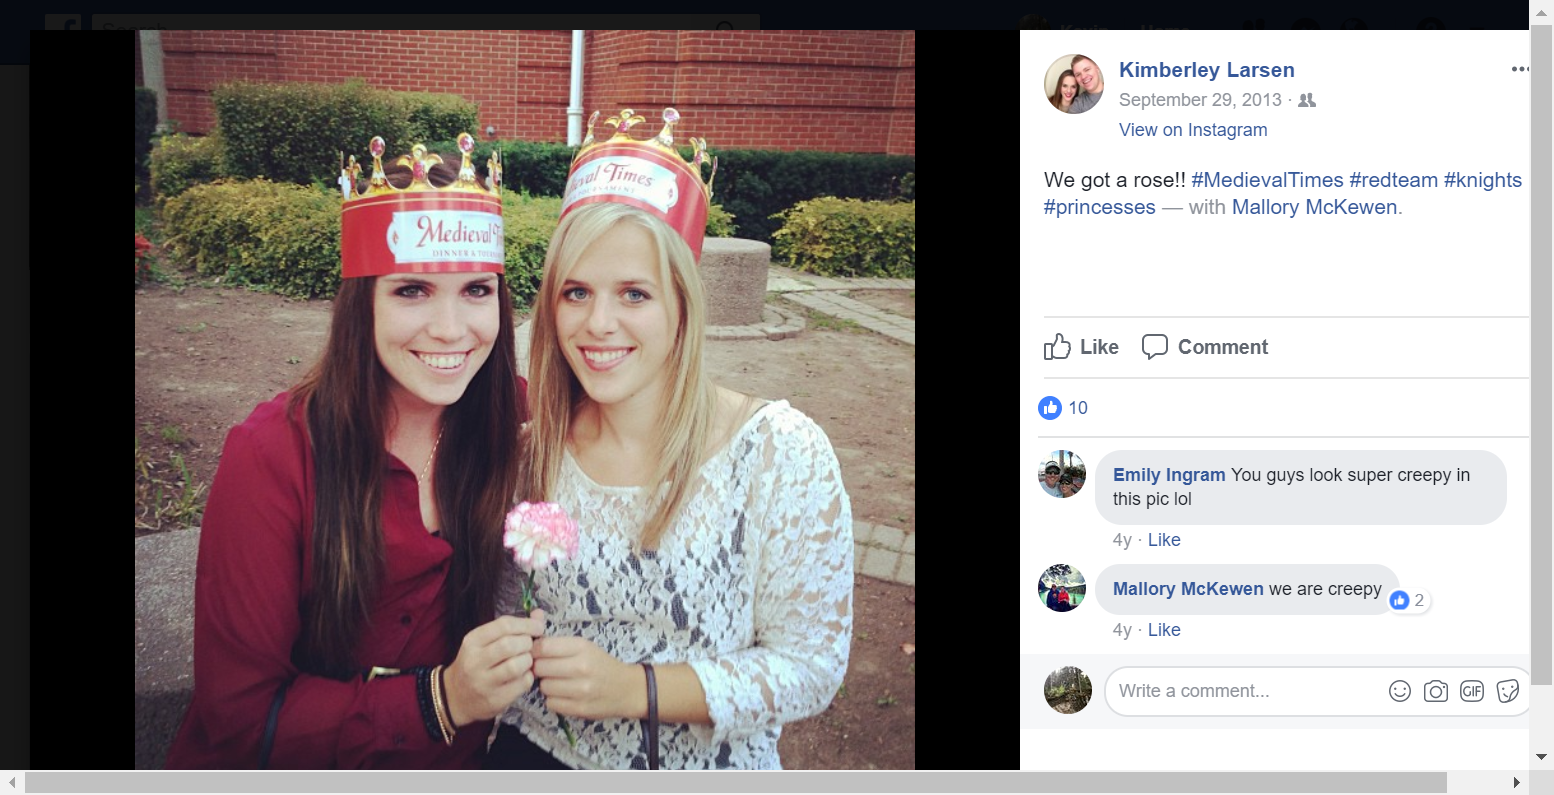 Kimberley Larsen
September 29, 2013 ·
View on Instagram
We got a rose!! #MedievalTimes #redteam #knights
#princesses — with Mallory McKewen.
Medieval
DINNER &
Times
Like Comment
10
Emily Ingram You guys look super creepy in
this pic lol
4y · Like
Mallory McKewen we are creepy
2
4y · Like
Write a comment...
GIF